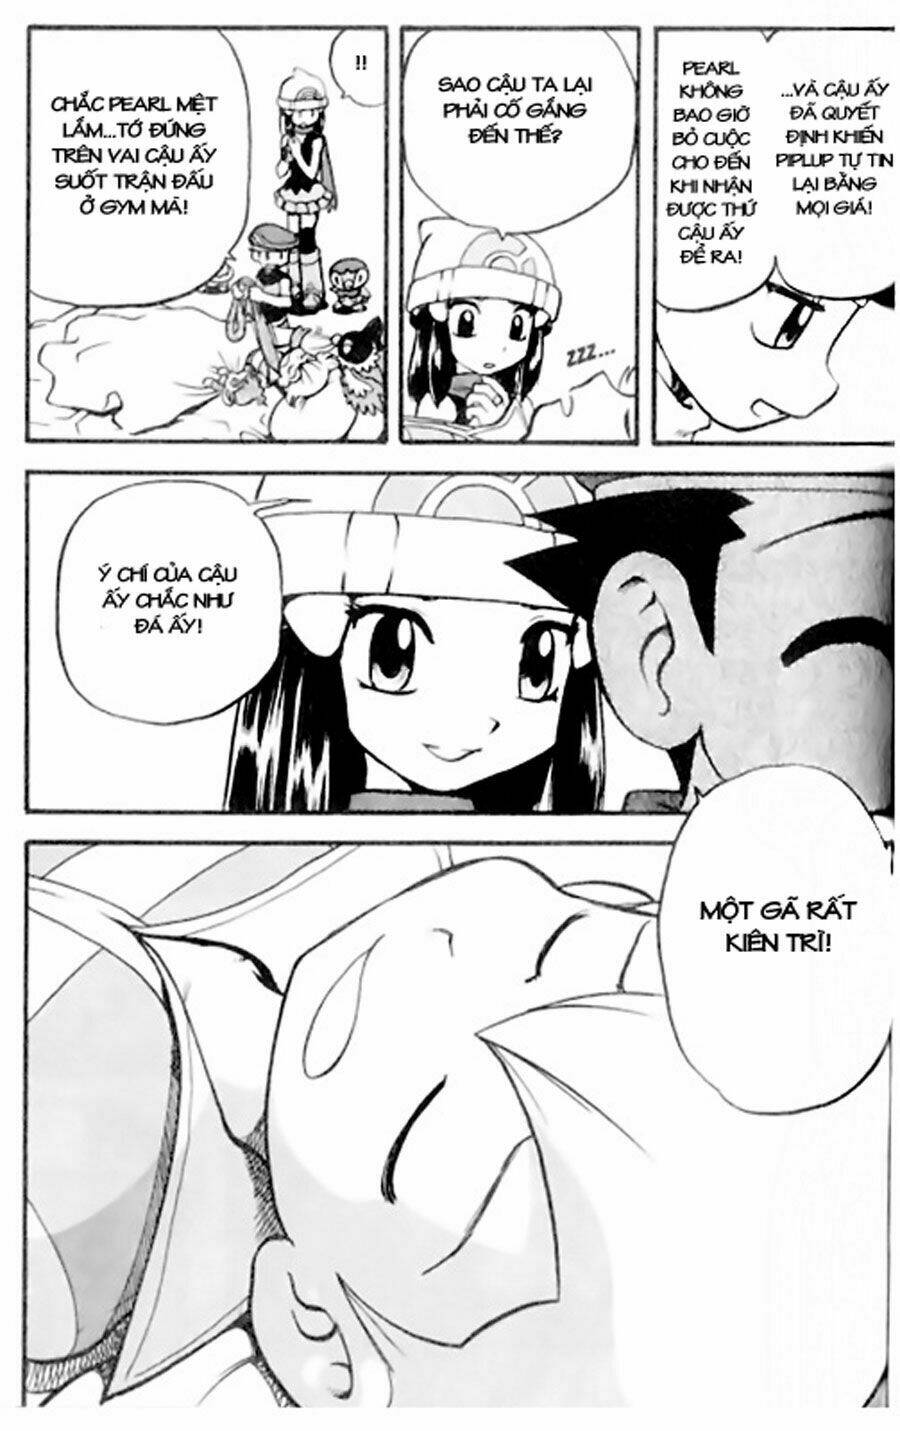 CHẮC PEARL MỆT
LẮM...TỚ ĐỨNG
TRÊN VAI CẬU ẤY
SUỐT TRẬN ĐẤU
Ở GYM MÀ!
!!
SAO CẬU TA LẠI
PHẢI CỐ GẮNG
ĐẾN THẾ?
ZZZ...
PEARL
KHÔNG
BAO GIỜ
BỎ CUỘC
CHO ĐẾN
KHI NHẬN
ĐƯỢC THỨ
CẬU ẤY
ĐỂ RA!
...VÀ CẬU ẤY
ĐÃ QUYẾT
ĐỊNH KHIẾN
PIPLUP TỰ TIN
LẠI BẰNG
MỌI GIÁ!
Ý CHÍ CỦA CẬU
ẤY CHẮC NHƯ
ĐÁ ẤY!
MỘT GÃ RẤT
KIÊN TRÌ!